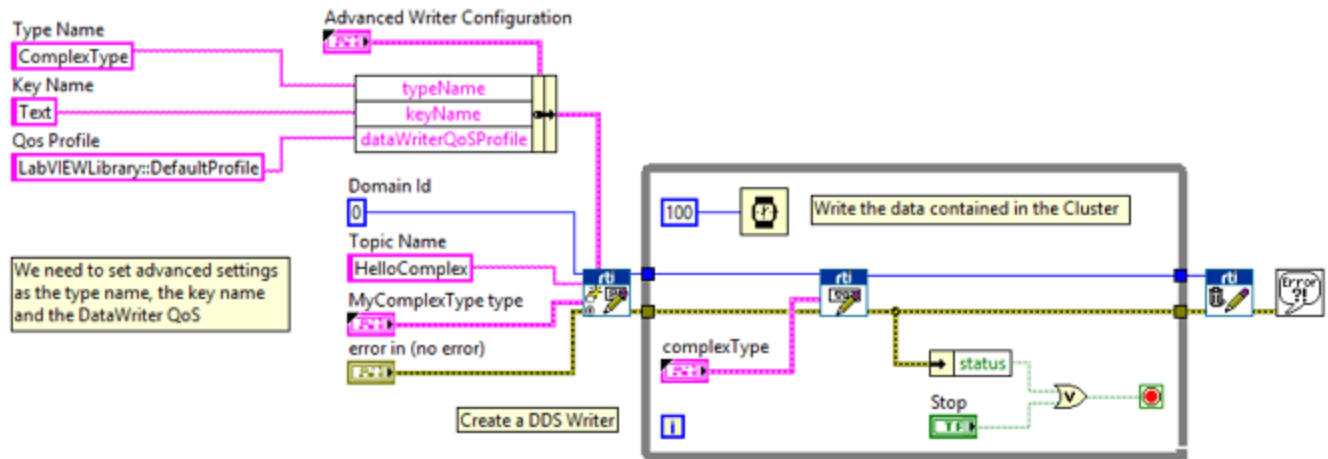 Advanced Writer Configuration
Type Name
ComplexType
Key Name
Text
Qos Profile
LabVIEWLibrary::DefaultProfile
typeName
keyName
dataWriterQoSProfile
Domain Id
0
Topic Name
HelloComplex
MyComplexType type
error in (no error)
We need to set advanced settings
as the type name, the key name
and the DataWriter QoS
Create a DDS Writer
rti
100
Write the data contained in the Cluster
rti
complexType
status
Stop
TF
i
rti
Error
?!